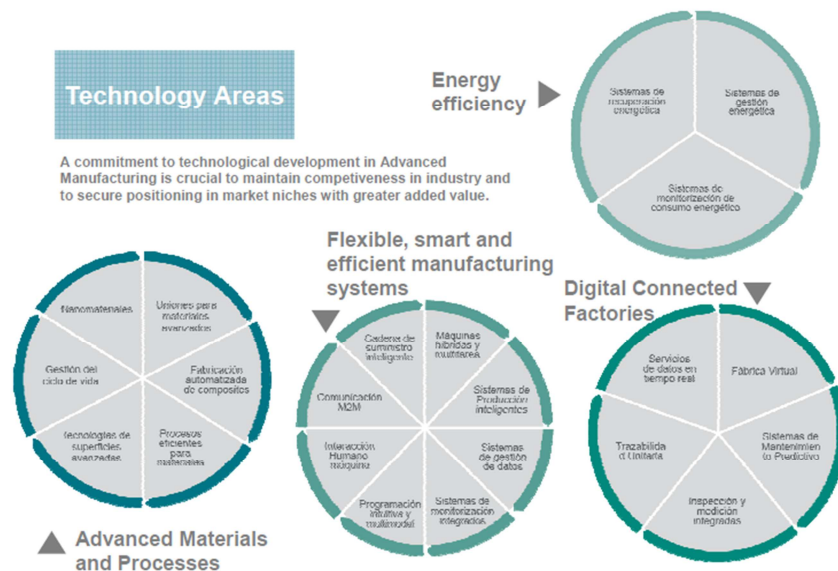 Technology Areas
A commitment to technological development in Advanced
Manufacturing is crucial to maintain competiveness in industry and
to secure positioning in market niches with greater added value.
Energy
efficiency
Sistemas de
recuperación
energética
Sistemas de
gestión
energética
Sistemas de
monitorización de
consumo energético
Flexible, smart and
efficient manufacturing
systems
Digital Connected
Factories
Nanomateriales
Uniones para
materiales
avanzados
Gestión del
ciclo de vida
Fabricación
automatizada
de composites
Tecnologías de
superficies
avanzadas
Procesos
eficientes
para
materiales
Cadena de
suministro
inteligente
Máquinas
híbridas y
multitarea
Comunicación
M2M
Sistemas de
Producción
inteligentes
Interacción
Humano
máquina
Sistemas
de gestión
de datos
Programación
intuitiva y
multimodal
Sistemas de
monitorización
integrados
Servicios
de datos en
tiempo real
Fábrica Virtual
Trazabilida
d Unitaria
Sistemas de
Mantenimien
to Predictivo
Inspección y
medición
integradas
Advanced Materials
and Processes